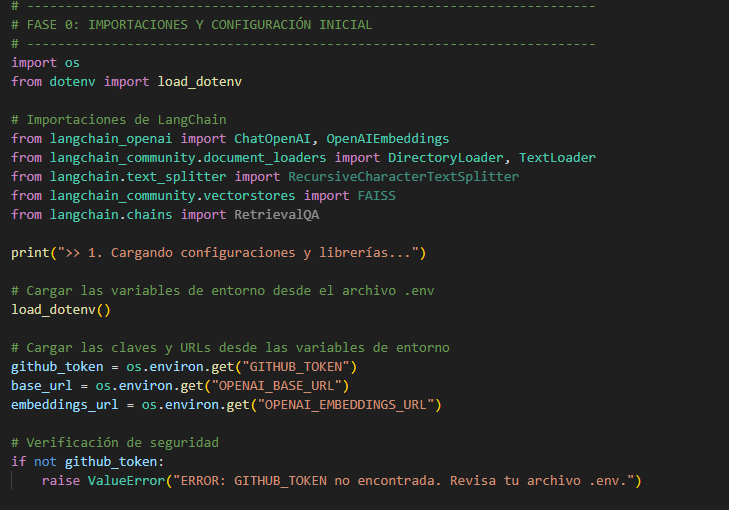 # --------------------------------------------------------------------------
# FASE 0: IMPORTACIONES Y CONFIGURACIÓN INICIAL
# --------------------------------------------------------------------------
import os
from dotenv import load_dotenv

# Importaciones de LangChain
from langchain_openai import ChatOpenAI, OpenAIEmbeddings
from langchain_community.document_loaders import DirectoryLoader, TextLoader
from langchain.text_splitter import RecursiveCharacterTextSplitter
from langchain_community.vectorstores import FAISS
from langchain.chains import RetrievalQA

print(">> 1. Cargando configuraciones y librerías...")

# Cargar las variables de entorno desde el archivo .env
load_dotenv()

# Cargar las claves y URLs desde las variables de entorno
github_token = os.environ.get("GITHUB_TOKEN")
base_url = os.environ.get("OPENAI_BASE_URL")
embeddings_url = os.environ.get("OPENAI_EMBEDDINGS_URL")

# Verificación de seguridad
if not github_token:
    raise ValueError("ERROR: GITHUB_TOKEN no encontrada. Revisa tu archivo .env.")